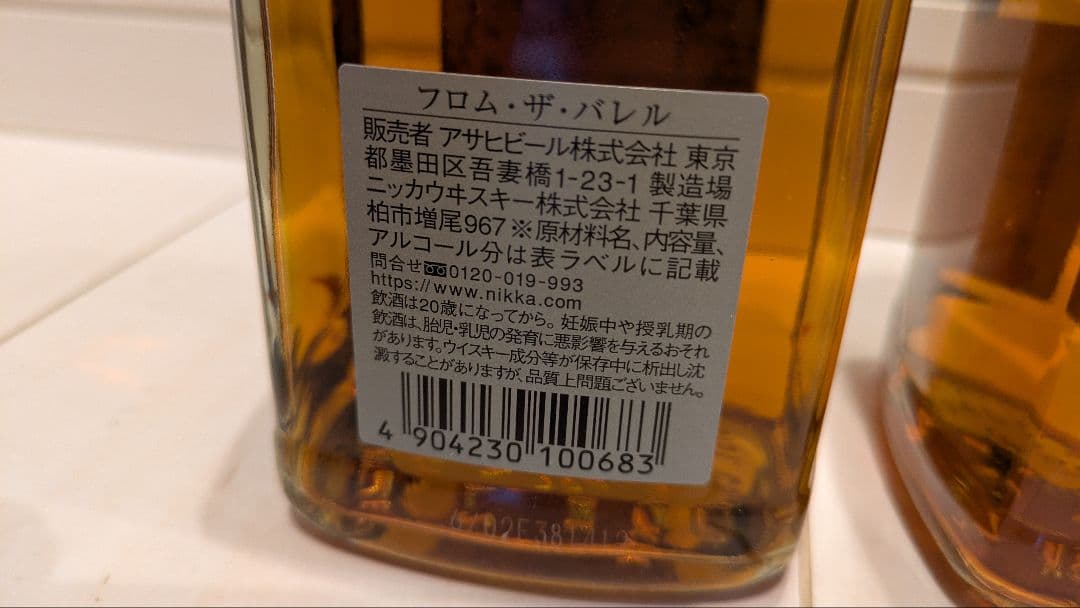 フロム・ザ・バレル
販売者 アサヒビール株式会社 東京
都墨田区吾妻橋1-23-1 製造場
ニッカウヰスキー株式会社 千葉県
柏市増尾967 ※原材料名、内容量、
アルコール分は表ラベルに記載
問合せ 0120-019-993
https://www.nikka.com
飲酒は20歳になってから。妊娠中や授乳期の
飲酒は、胎児・乳児の発育に悪影響を与えるおそれ
があります。ウイスキー成分等が保存中に析出し沈
澱することがありますが、品質上問題ございません。
4 904230 100683